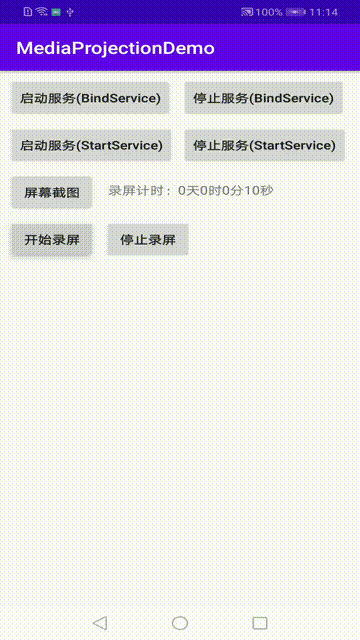 100% 11:14
MediaProjectionDemo
启动服务(BindService) 停止服务(BindService)
启动服务(StartService) 停止服务(StartService)
屏幕截图 录屏计时：0天0时0分10秒
开始录屏 停止录屏